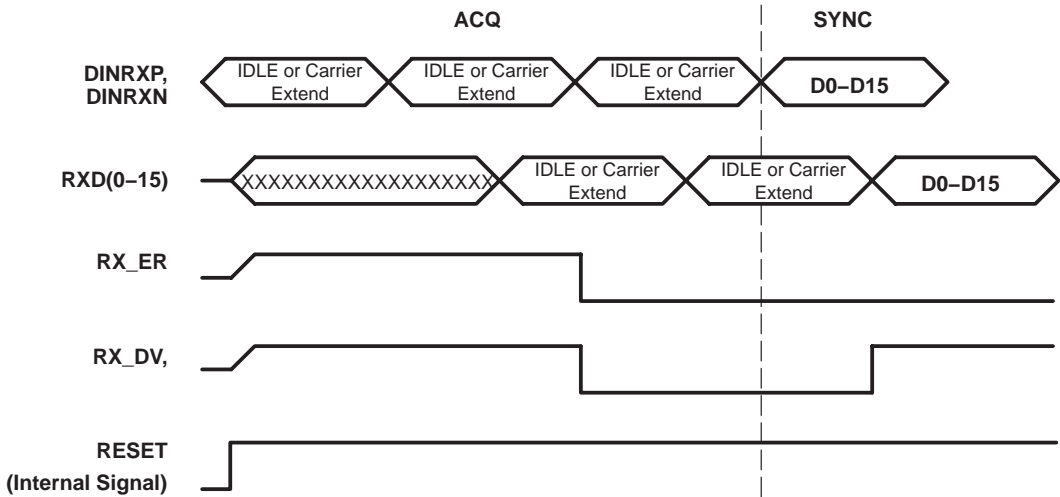 ACQ
SYNC
DINRXP,
DINRXN
IDLE or Carrier
Extend
IDLE or Carrier
Extend
IDLE or Carrier
Extend
D0–D15
RXD(0–15)
XXXXXXXXXXXXXXXXXXX
IDLE or Carrier
Extend
IDLE or Carrier
Extend
D0–D15
RX_ER
RX_DV,
RESET
(Internal Signal)